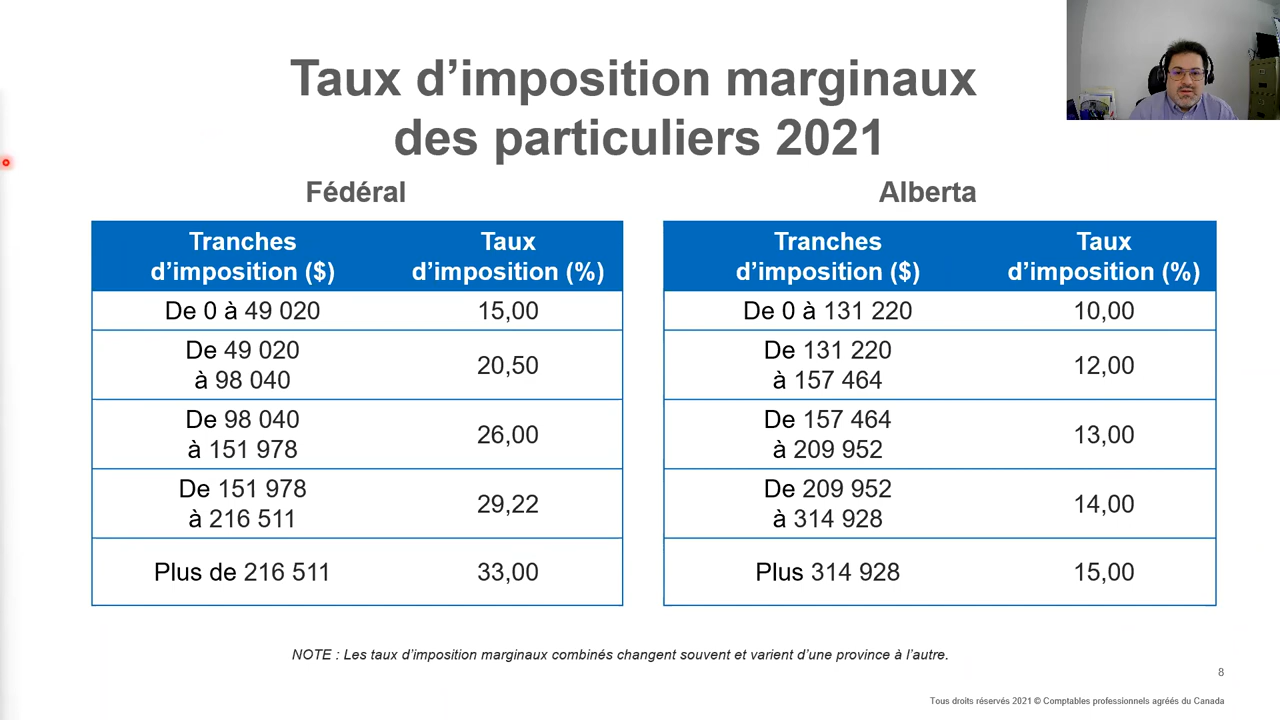 Taux d’imposition marginaux
des particuliers 2021
Fédéral
Tranches
d’imposition ($)
Taux
d’imposition (%)
De 0 à 49 020
15,00
De 49 020
à 98 040
20,50
De 98 040
à 151 978
26,00
De 151 978
à 216 511
29,22
Plus de 216 511
33,00
Alberta
Tranches
d’imposition ($)
Taux
d’imposition (%)
De 0 à 131 220
10,00
De 131 220
à 157 464
12,00
De 157 464
à 209 952
13,00
De 209 952
à 314 928
14,00
Plus 314 928
15,00
NOTE : Les taux d’imposition marginaux combinés changent souvent et varient d’une province à l’autre.
8
Tous droits réservés 2021 © Comptables professionnels agréés du Canada